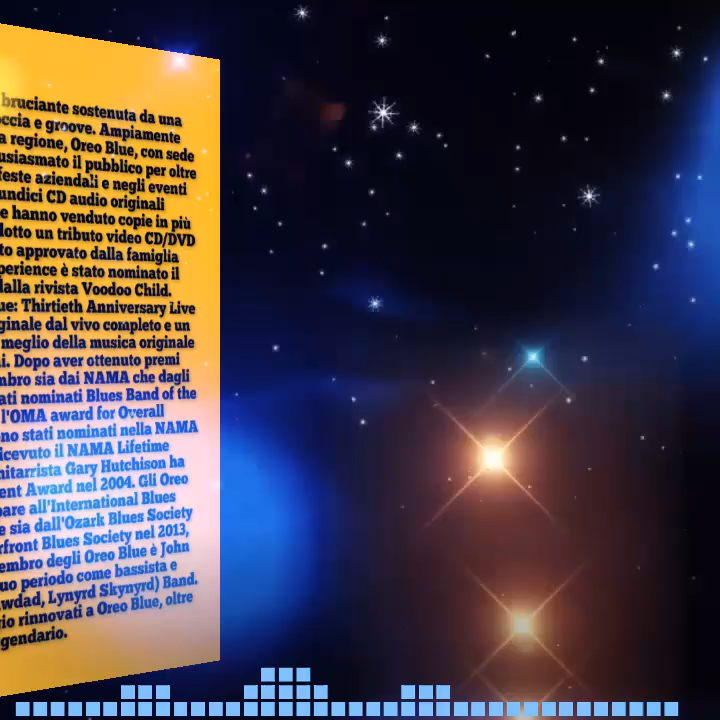 bruciante sostenuta da una
occia e groove. Ampiamente
a regione, Oreo Blue, con sede
usiasmato il pubblico per oltre
feste aziendali e negli eventi
undici CD audio originali
e hanno venduto copie in più
dotto un tributo video CD/DVD
to approvato dalla famiglia
perience è stato nominato il
dalla rivista Voodoo Child.
ue: Thirtieth Anniversary Live
ginale dal vivo completo e un
meglio della musica originale
i. Dopo aver ottenuto premi
mbro sia dai NAMA che dagli
ati nominati Blues Band of the
l'OMA award for Overall
no stati nominati nella NAMA
icevuto il NAMA Lifetime
hitarrista Gary Hutchison ha
ent Award nel 2004. Gli Oreo
pare all'International Blues
e sia dall'Ozark Blues Society
rfront Blues Society nel 2013,
embro degli Oreo Blue è John
uo periodo come bassista e
wdad, Lynyrd Skynyrd) Band.
gio rinnovati a Oreo Blue, oltre
gendario.